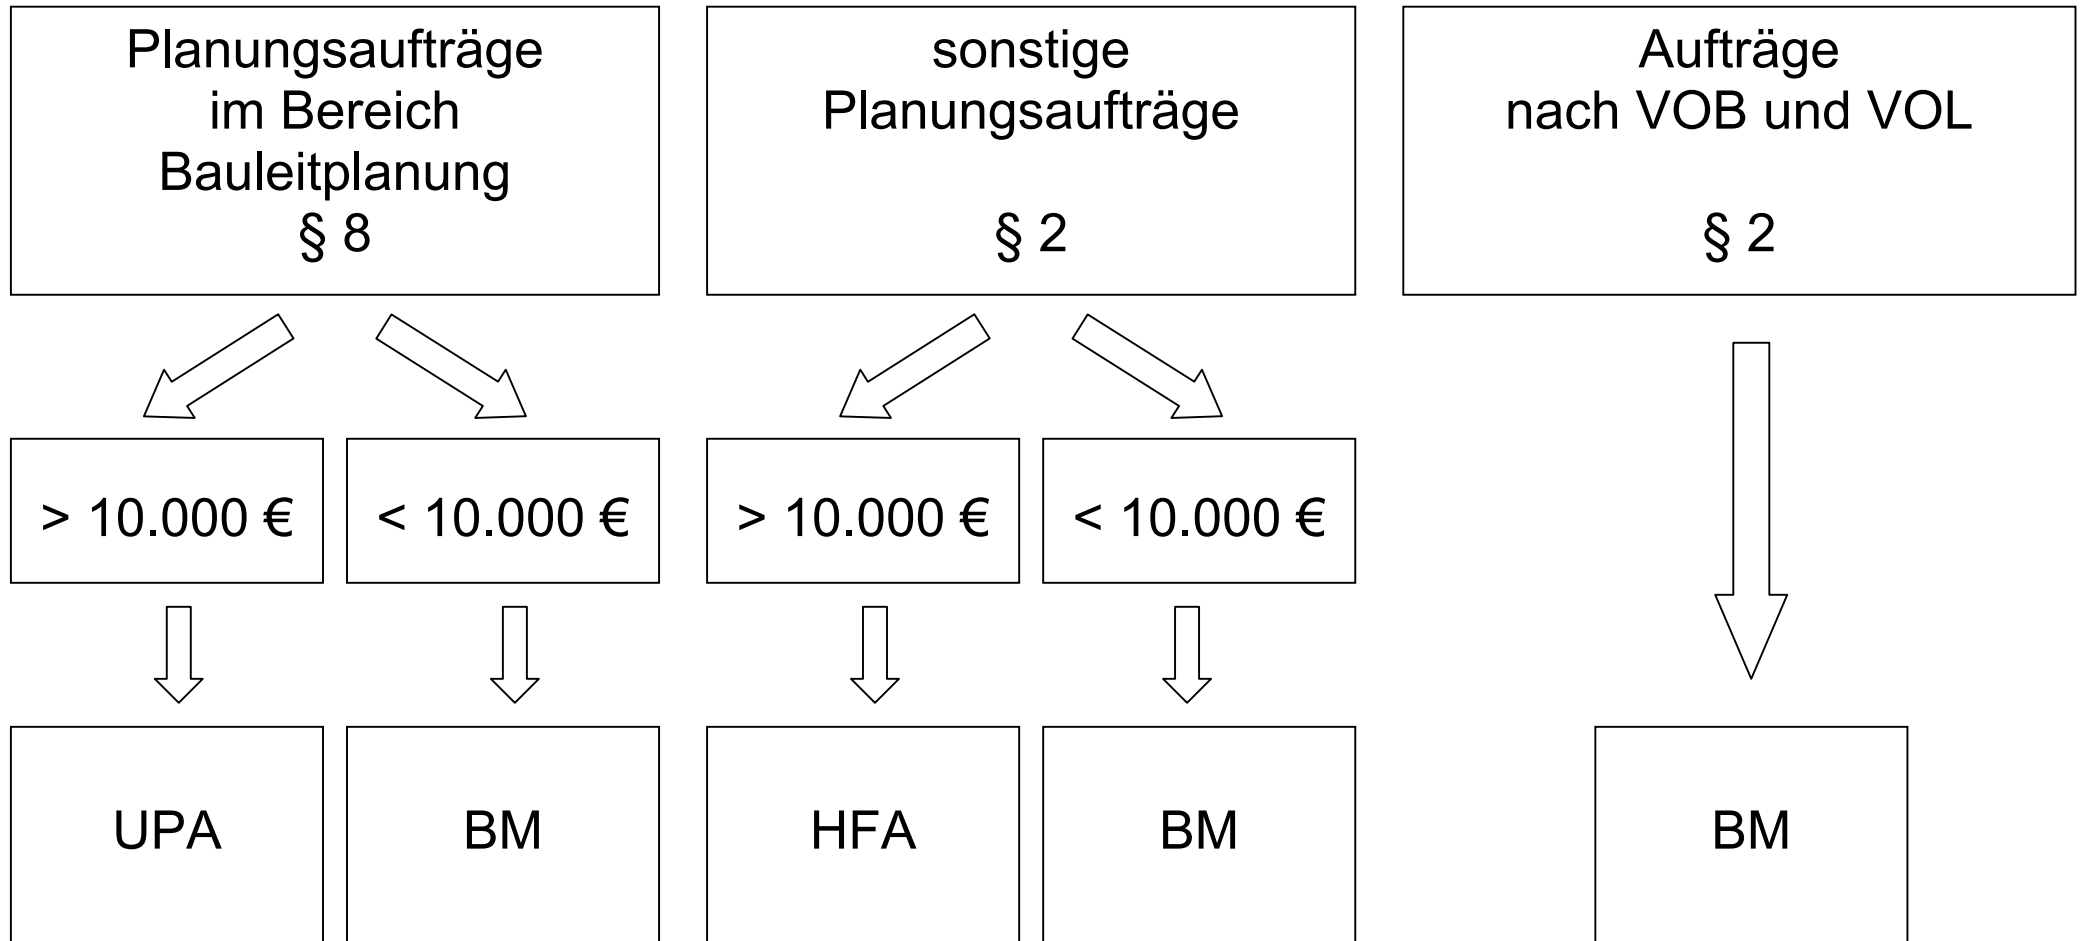 Planungsaufträge
im Bereich
Bauleitplanung
§ 8
sonstige
Planungsaufträge
§ 2
Aufträge
nach VOB und VOL
§ 2
> 10.000 €
< 10.000 €
> 10.000 €
< 10.000 €
UPA
BM
HFA
BM
BM